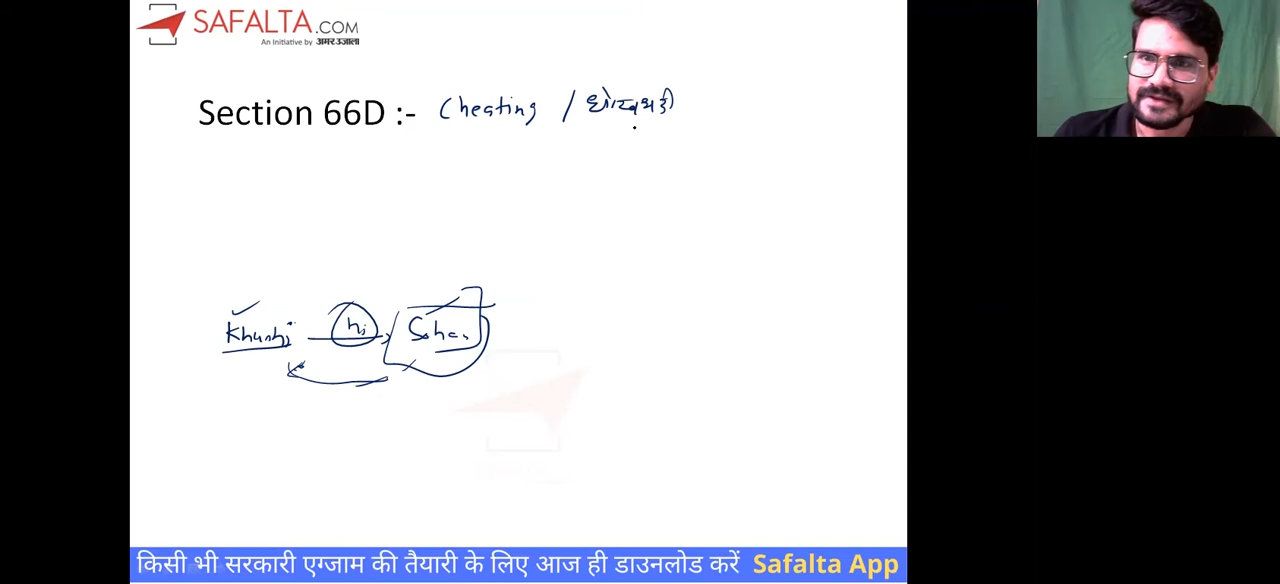 SAFALTA.COM
An Initiative by अमर उजाला
Section 66D :- Cheating /
Khushi hi Sohan
किसी भी सरकारी एग्जाम की तैयारी के लिए आज ही डाउनलोड करें Safalta App